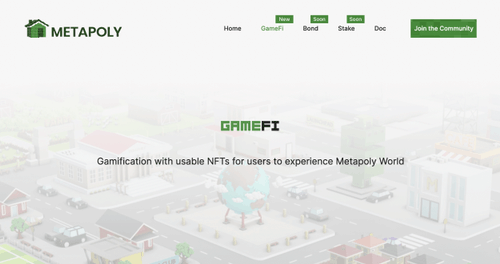 METAPOLY
New
Soon
Soon
Home
GameFi
Bond
Stake
Doc
Join the Community
GAMEFI
Gamification with usable NFTs for users to experience Metapoly World